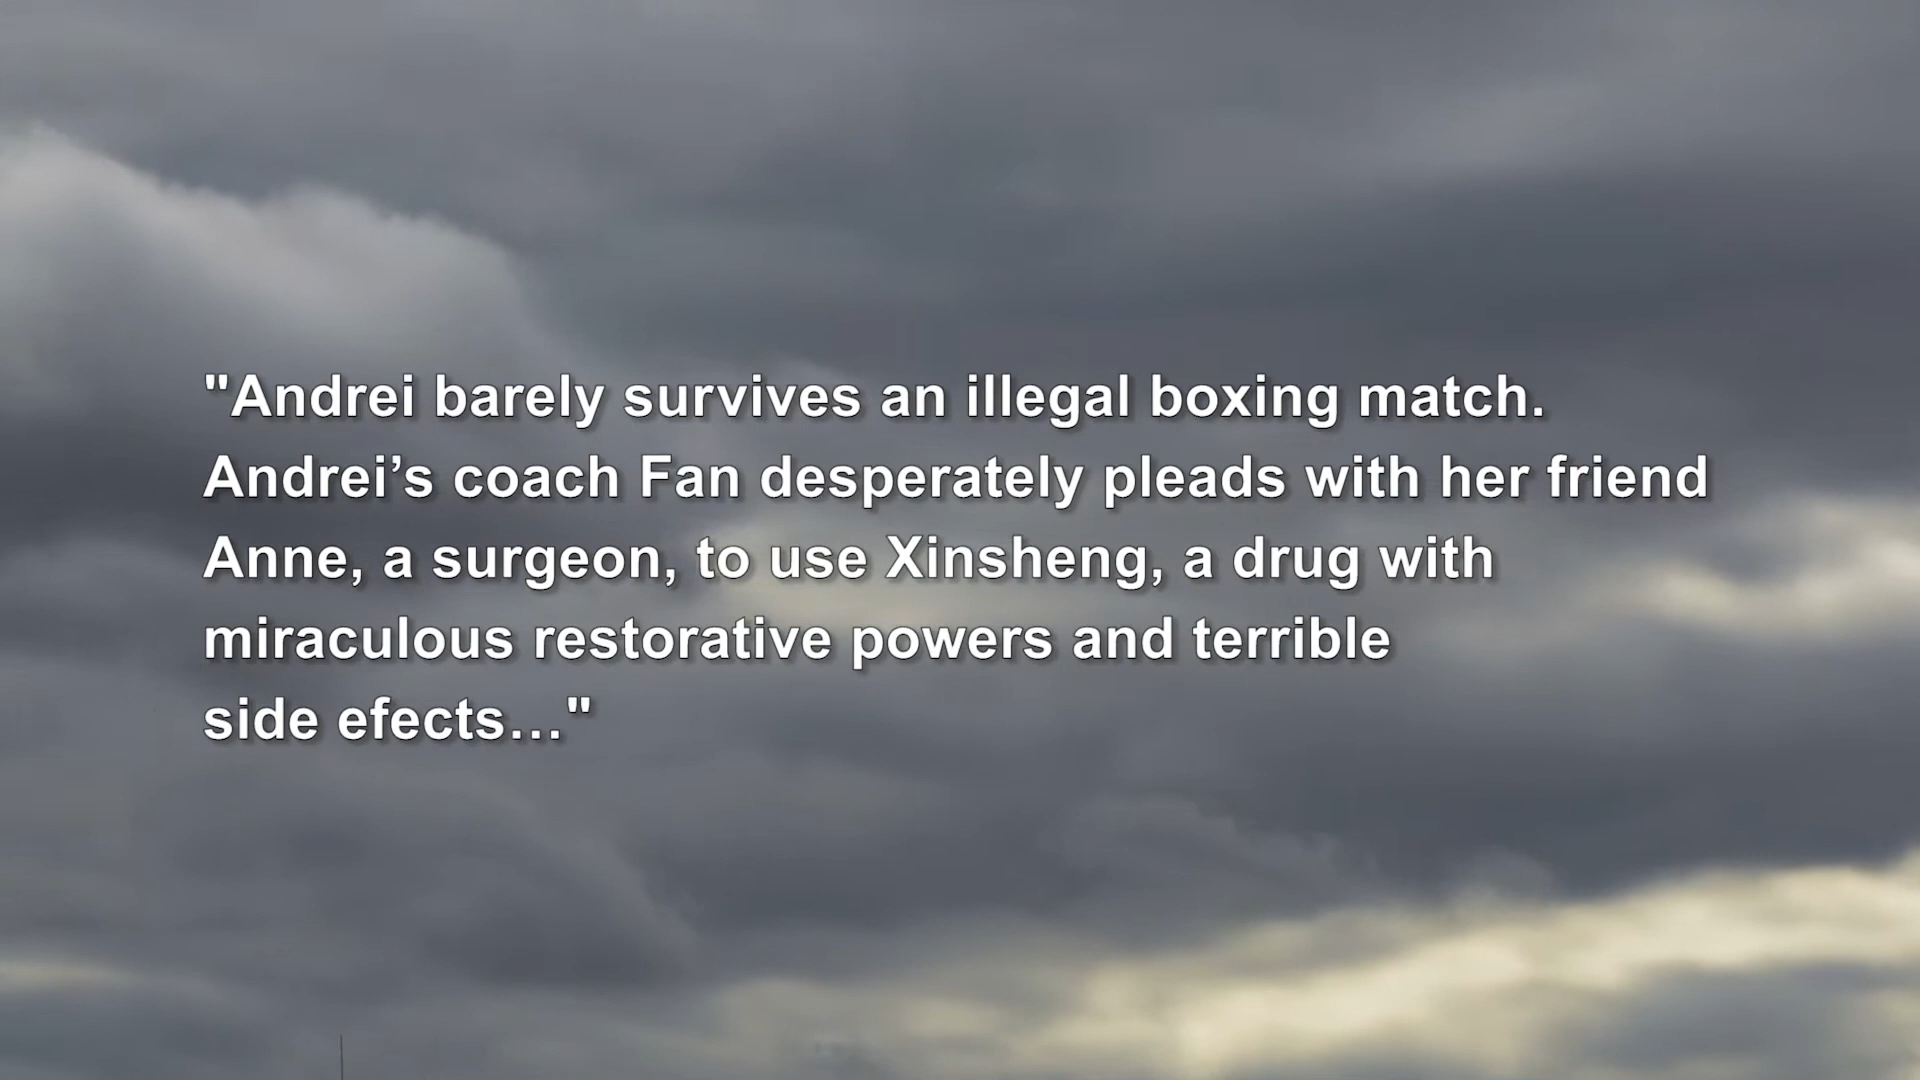 "Andrei barely survives an illegal boxing match.
Andrei’s coach Fan desperately pleads with her friend
Anne, a surgeon, to use Xinsheng, a drug with
miraculous restorative powers and terrible
side efects…"